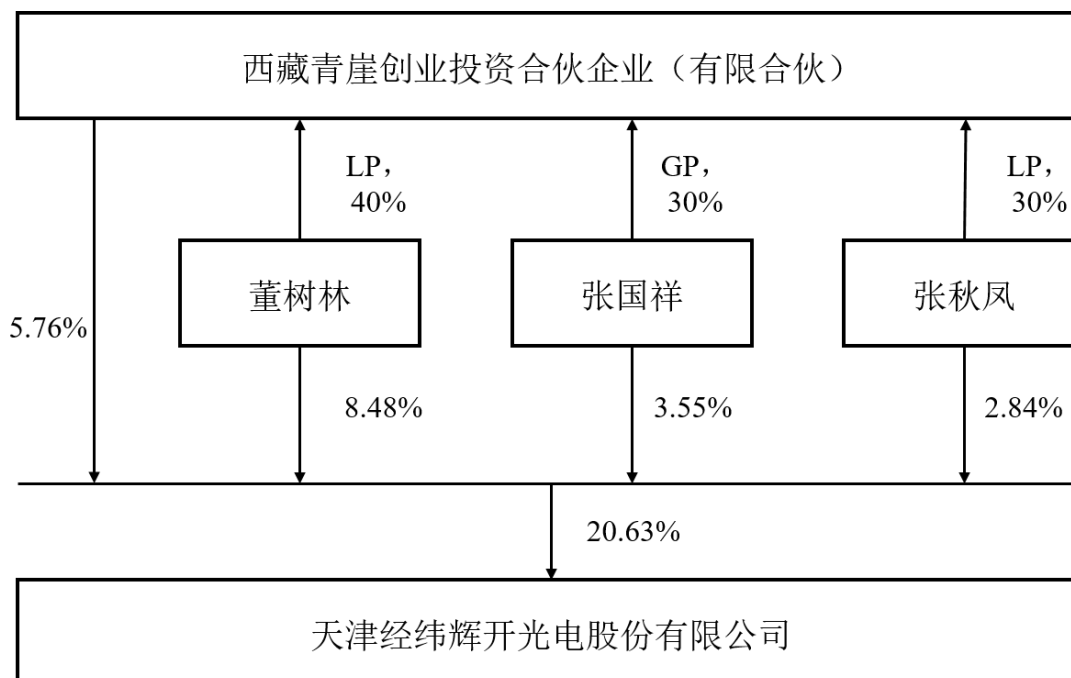 西藏青崖创业投资合伙企业（有限合伙）
LP，
40%
GP，
30%
LP，
30%
董树林
张国祥
张秋凤
5.76%
8.48%
3.55%
2.84%
20.63%
天津经纬辉开光电股份有限公司